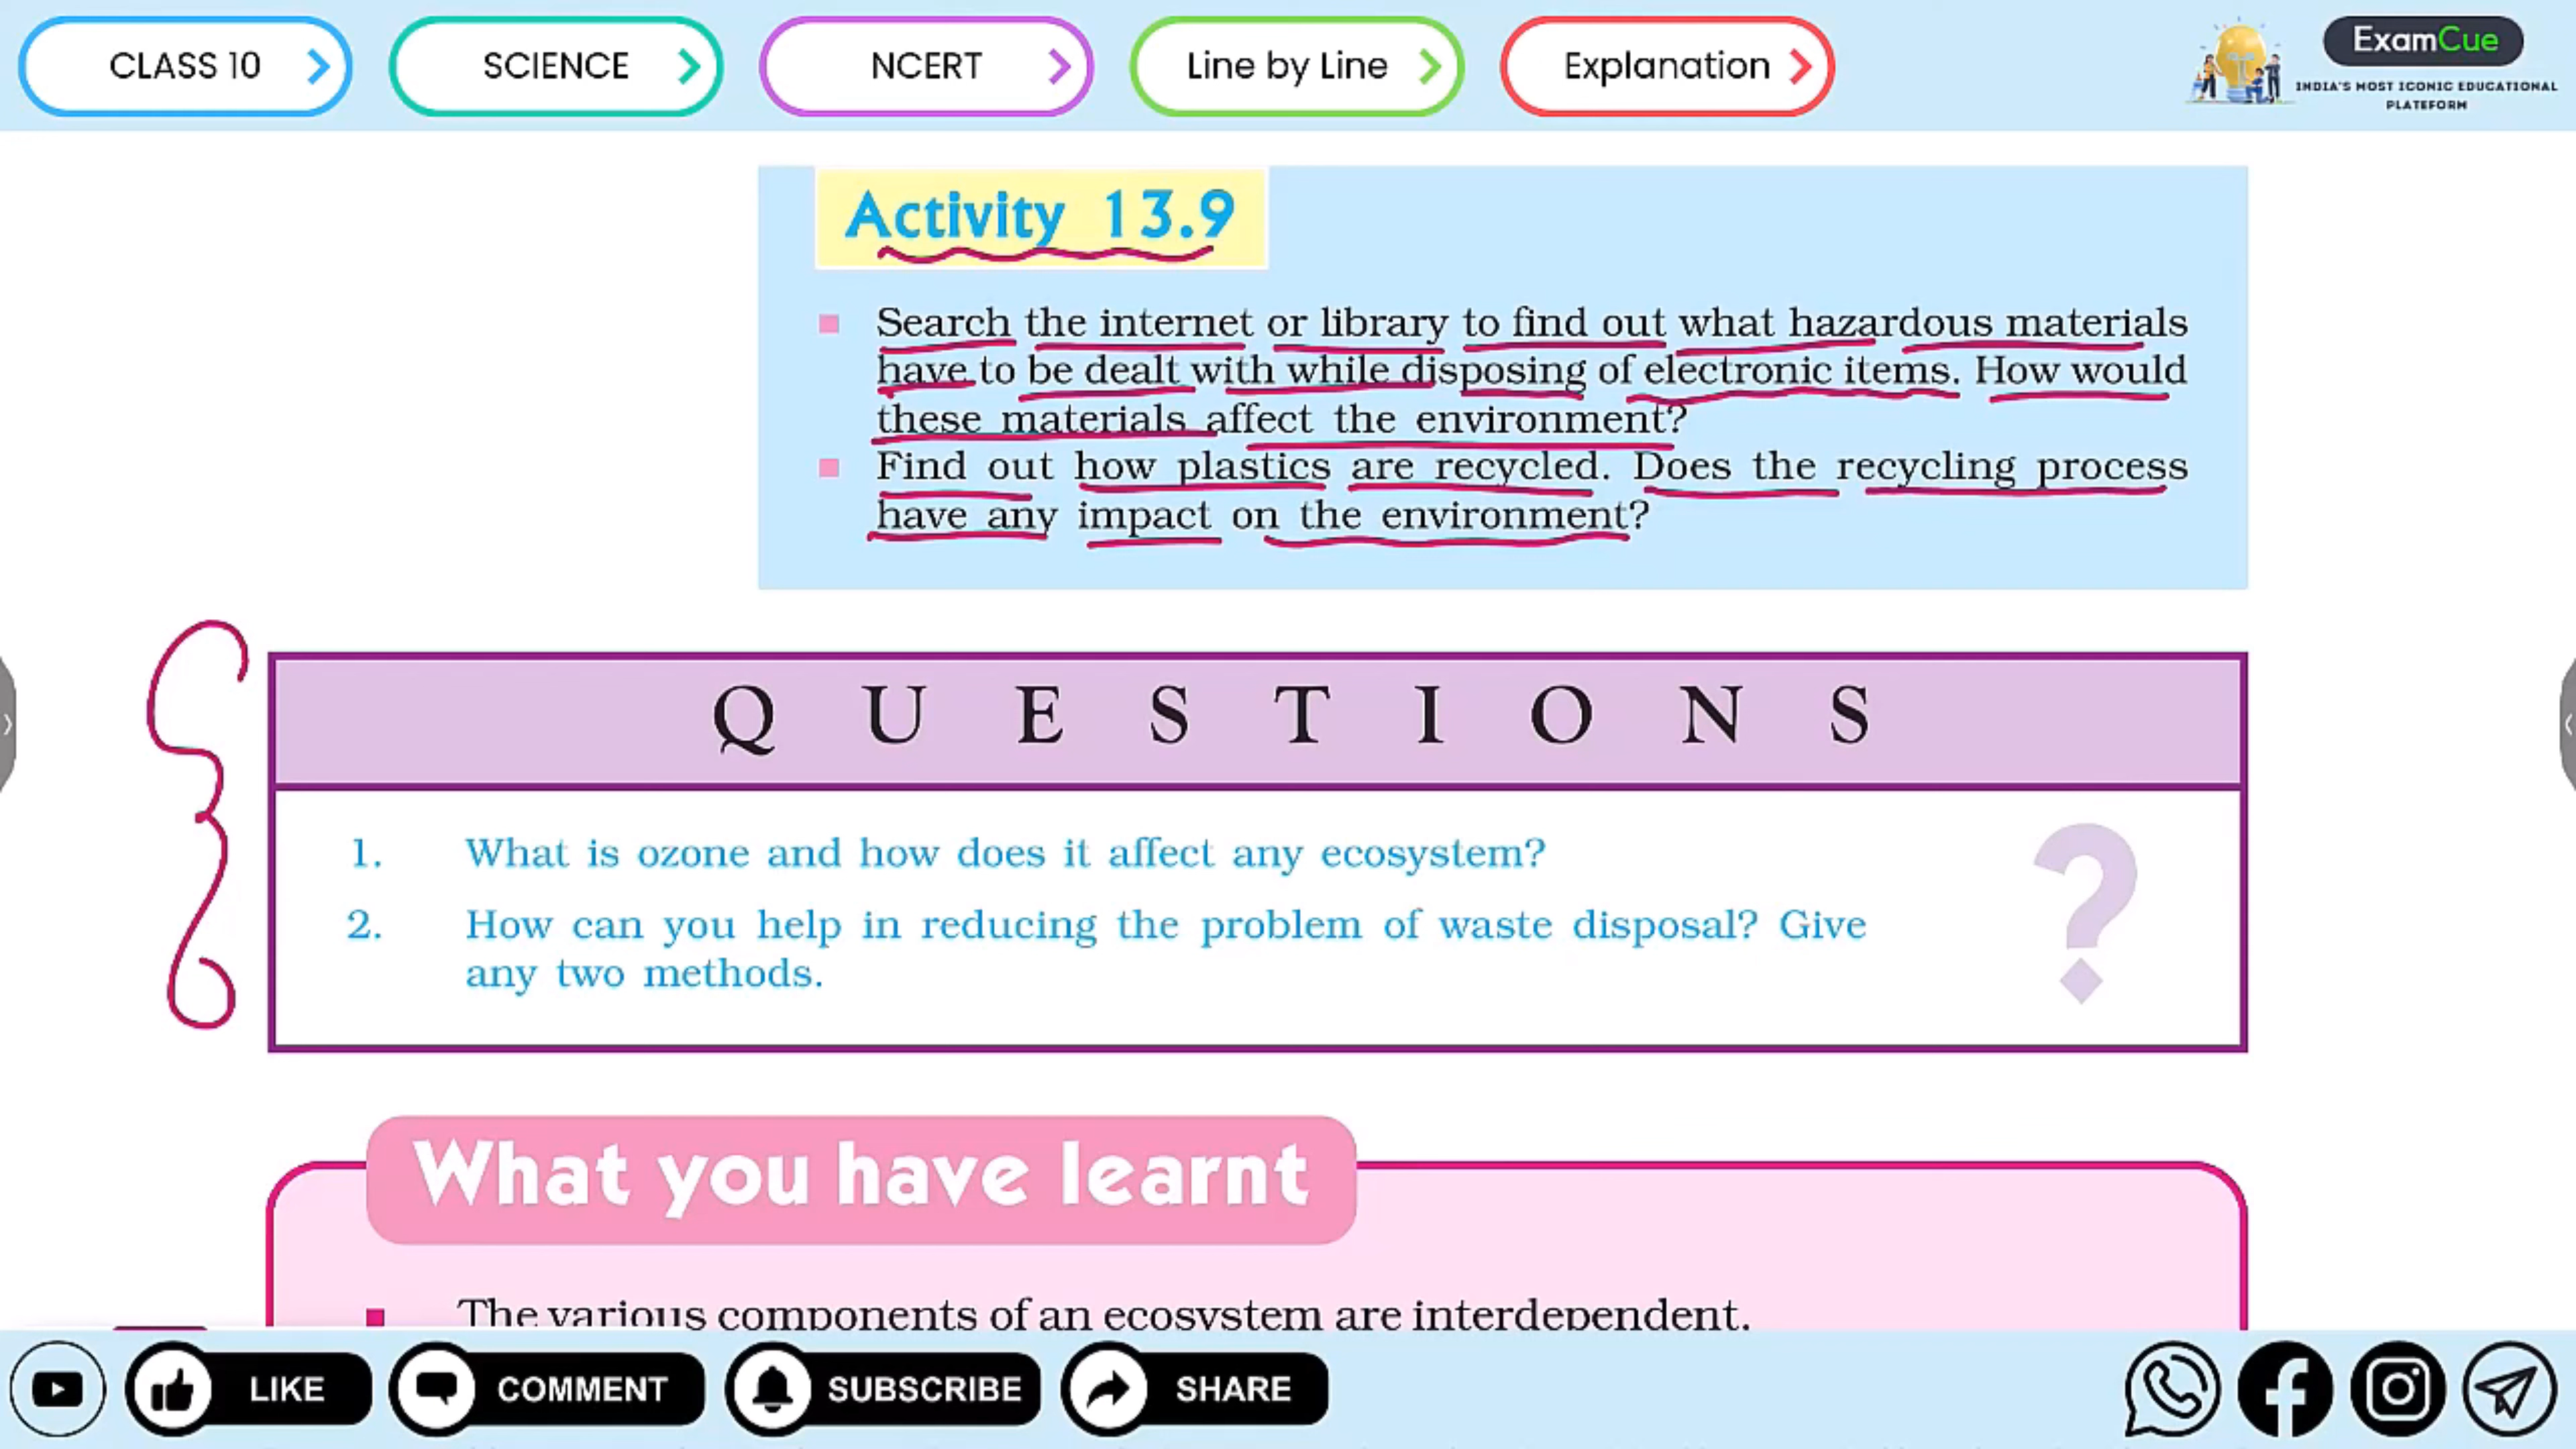 CLASS 10
SCIENCE
NCERT
Line by Line
Explanation
ExamCue
INDIA'S MOST ICONIC EDUCATIONAL
PLATEFORM
Activity 13.9
Search the internet or library to find out what hazardous materials
have to be dealt with while disposing of electronic items. How would
these materials affect the environment?
Find out how plastics are recycled. Does the recycling process
have any impact on the environment?
QUESTIONS
?
1. What is ozone and how does it affect any ecosystem?
2. How can you help in reducing the problem of waste disposal? Give
any two methods.
What you have learnt
The various components of an ecosystem are interdependent.
LIKE
COMMENT
SUBSCRIBE
SHARE